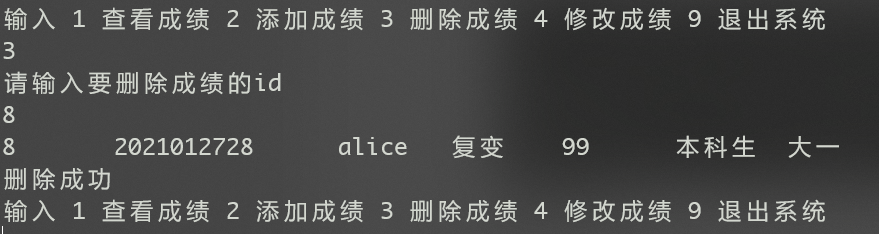 输入 1 查看成绩 2 添加成绩 3 删除成绩 4 修改成绩 9 退出系统
3
请输入要删除成绩的id
8
8 2021012728 alice 复变 99 本科生 大一
删除成功
输入 1 查看成绩 2 添加成绩 3 删除成绩 4 修改成绩 9 退出系统